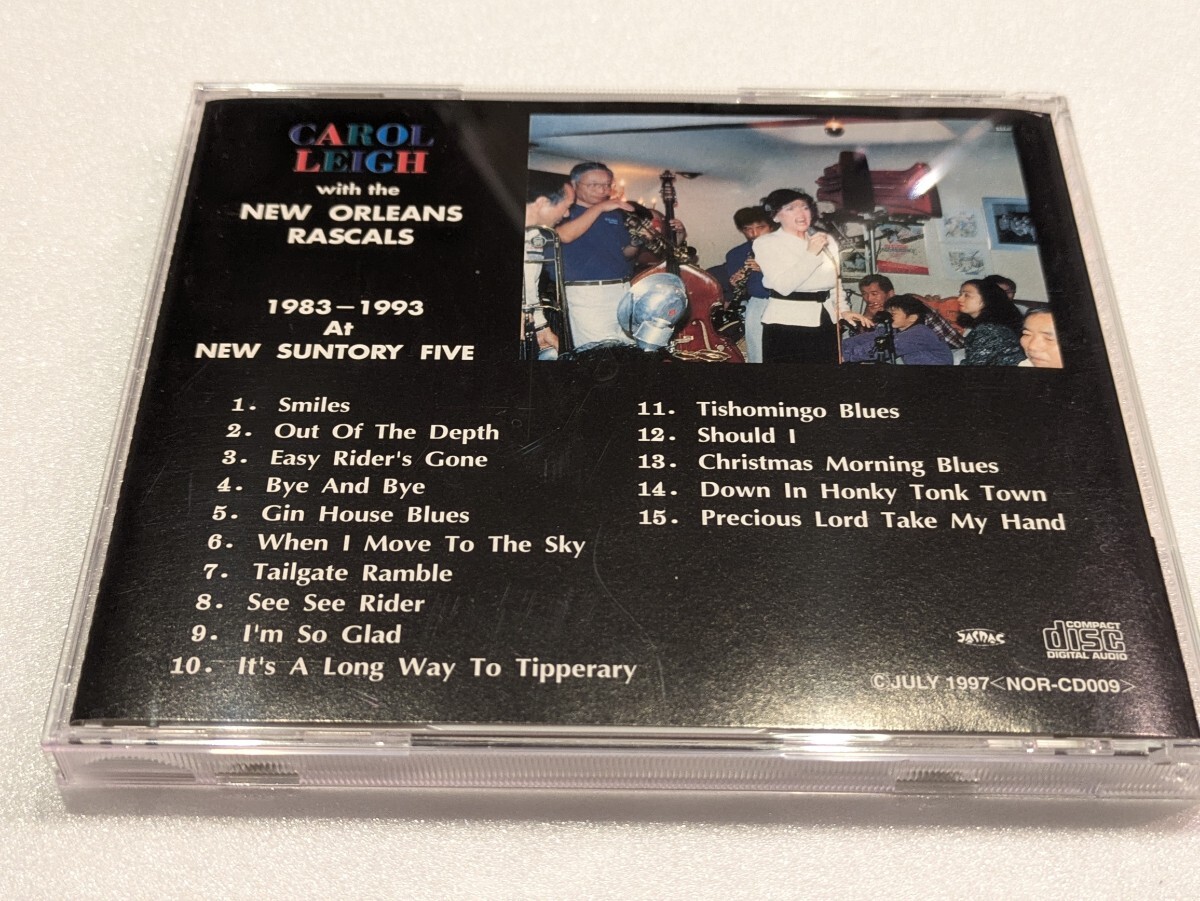 CAROL
LEIGH
with the
NEW ORLEANS
RASCALS
1983–1993
At
NEW SUNTORY FIVE
1. Smiles
2. Out Of The Depth
3. Easy Rider's Gone
4. Bye And Bye
5. Gin House Blues
6. When I Move To The Sky
7. Tailgate Ramble
8. See See Rider
9. I'm So Glad
10. It's A Long Way To Tipperary
11. Tishomingo Blues
12. Should I
13. Christmas Morning Blues
14. Down In Honky Tonk Town
15. Precious Lord Take My Hand
JASRAC
COMPACT
disc
DIGITAL AUDIO
© JULY 1997<NOR-CD009>